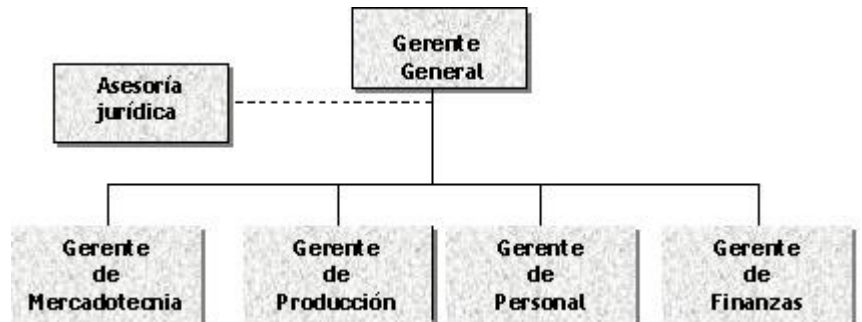 Gerente
General
Asesoría
jurídica
Gerente
de
Mercadotecnia
Gerente
de
Producción
Gerente
de
Personal
Gerente
de
Finanzas